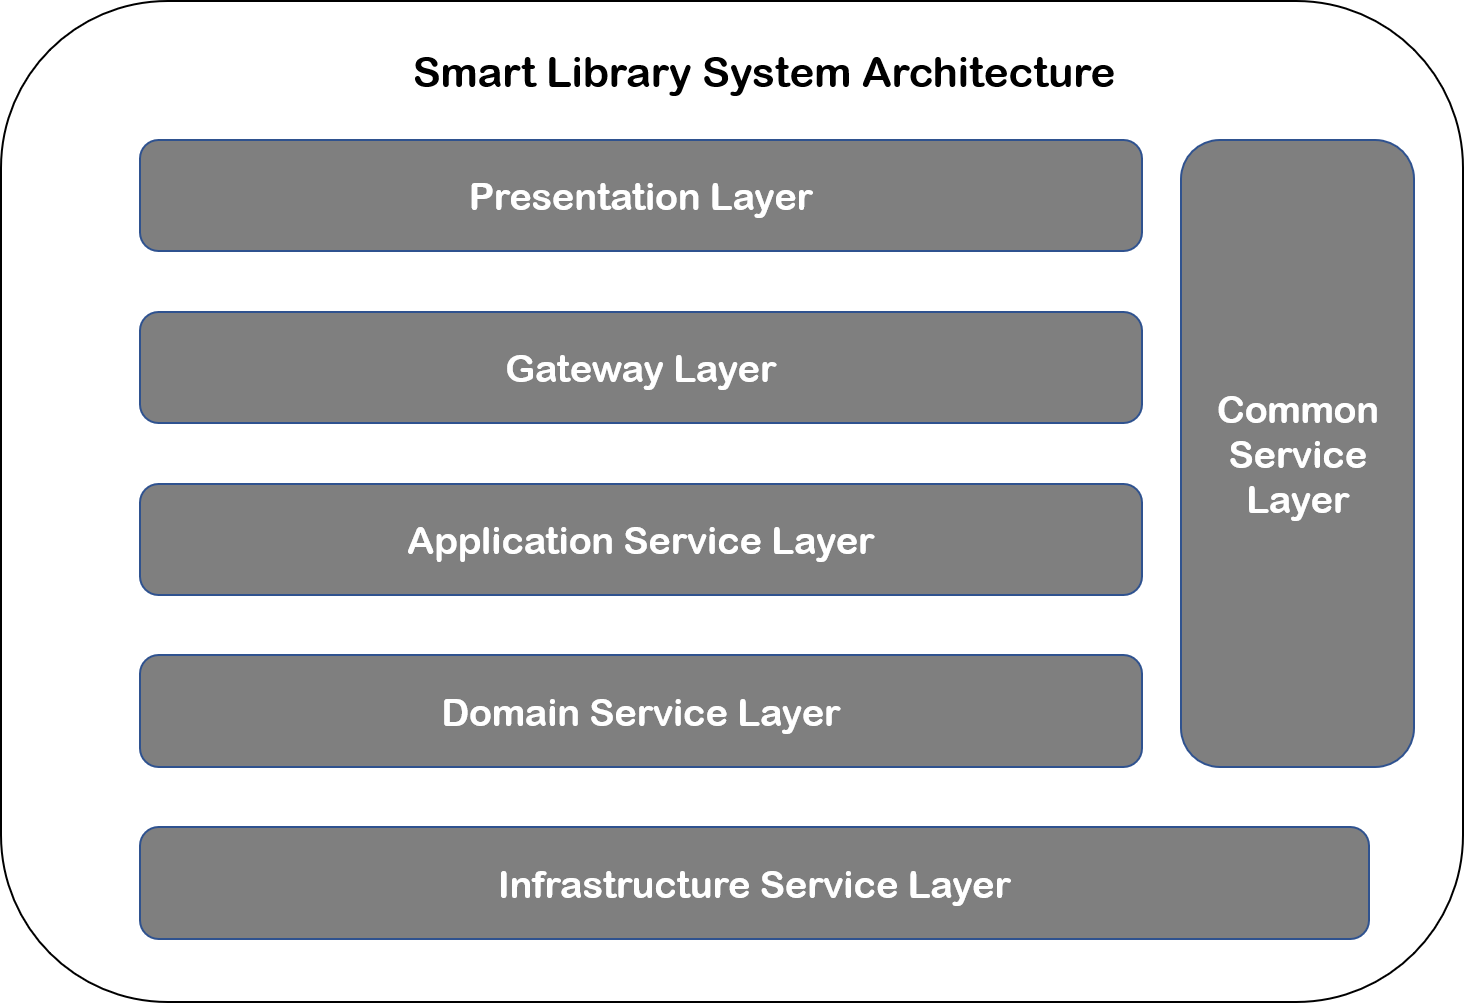 Smart Library System Architecture
Presentation Layer
Gateway Layer
Application Service Layer
Domain Service Layer
Common
Service
Layer
Infrastructure Service Layer